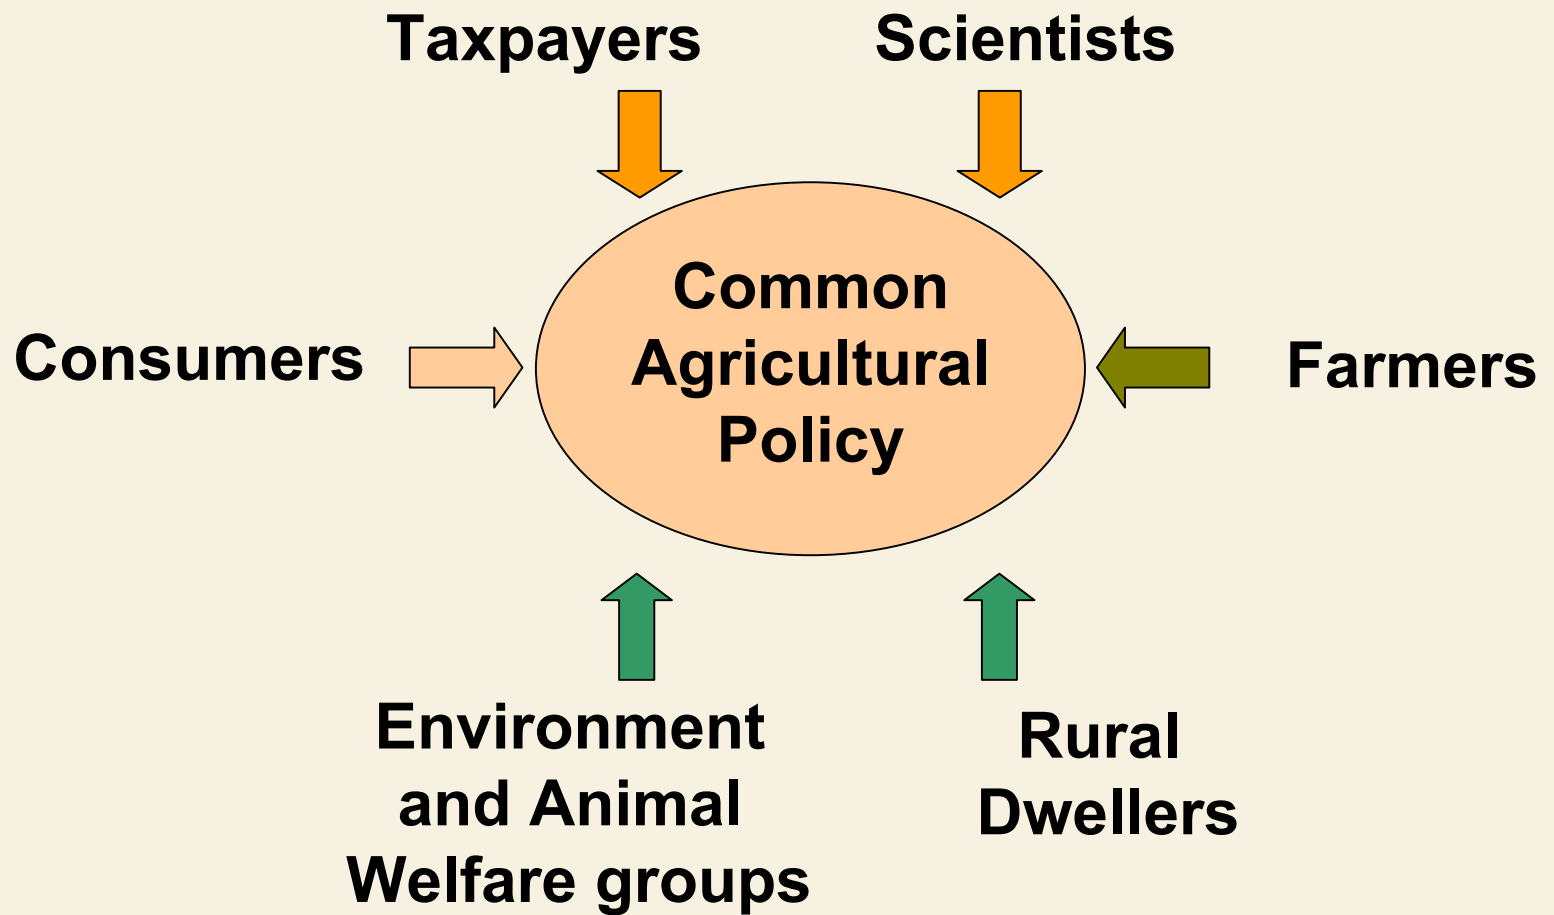 Taxpayers
Scientists
Common
Agricultural
Policy
Consumers
Farmers
Environment
and Animal
Welfare groups
Rural
Dwellers